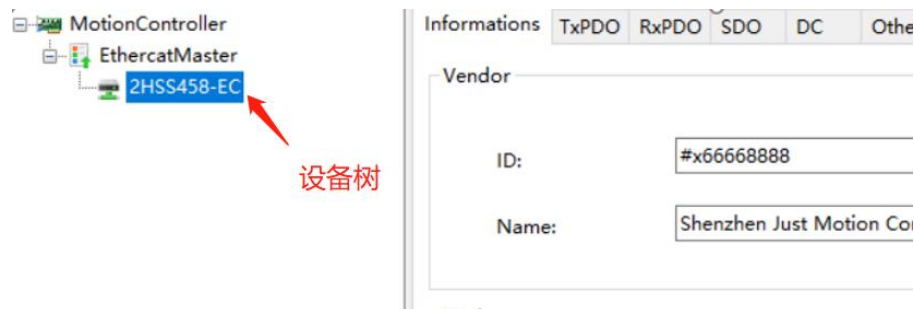 MotionController
EthercatMaster
2HSS458-EC
设备树
Informations TxPDO RxPDO SDO DC
Vendor
ID: #x66668888
Name: Shenzhen Just Motion